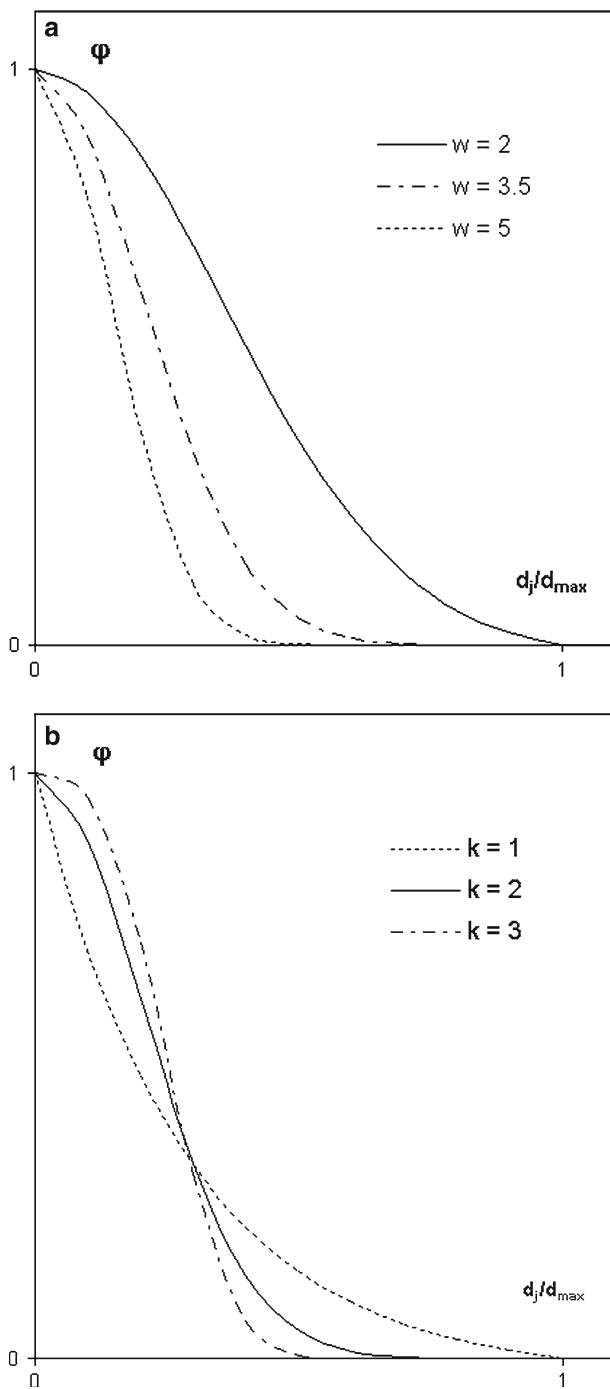 a
φ
1
w = 2
w = 3.5
w = 5
dj/dmax
0
0
1
b
φ
1
k = 1
k = 2
k = 3
dj/dmax
0
0
1